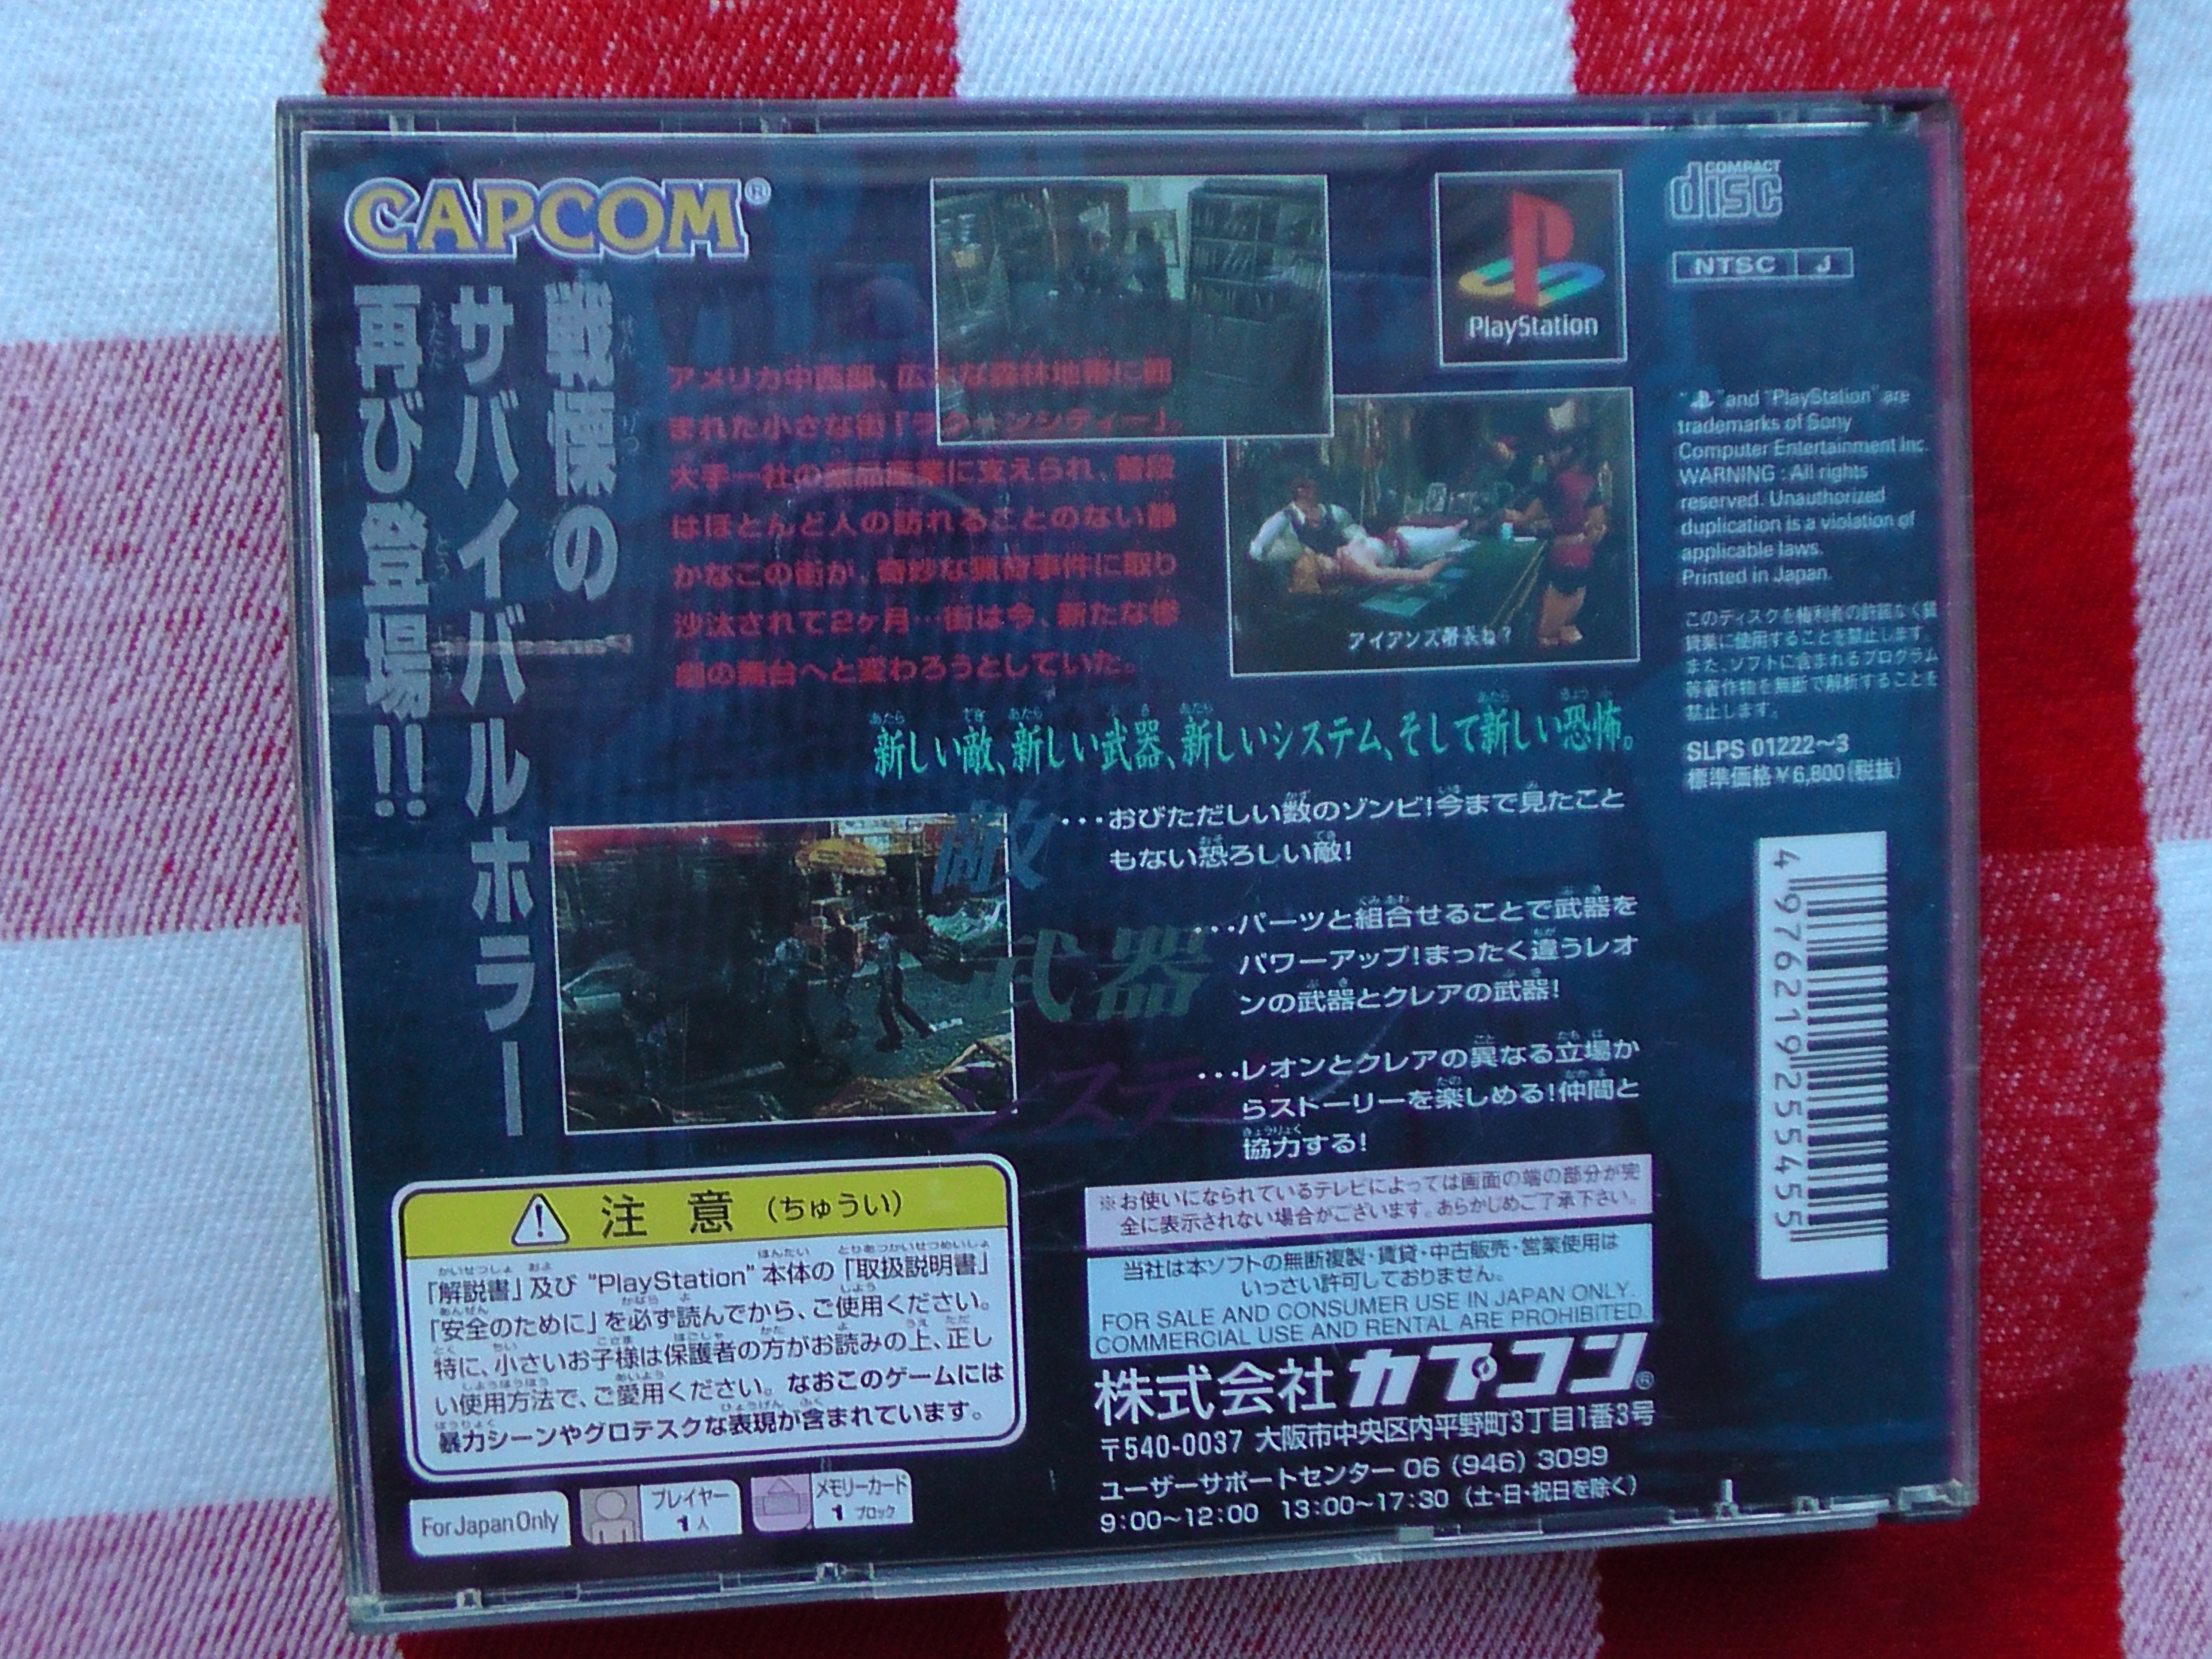 CAPCOM®
戦慄の
サバイバルホラー
再び登場!!
アメリカ中西部、広大な森林地帯に囲
まれた小さな街「ラクーンシティー」。
大手一社の薬品産業に支えられ、普段
はほとんど人の訪れることのない静
かなこの街が、奇妙な猟奇事件に取り
沙汰されて2ヶ月…街は今、新たな惨
劇の舞台へと変わろうとしていた。
アイアンズ署長ね?
PlayStation
COMPACT
disc
NTSC J
" " and "PlayStation" are
trademarks of Sony
Computer Entertainment Inc.
WARNING : All rights
reserved. Unauthorized
duplication is a violation of
applicable laws.
Printed in Japan.
このディスクを権利者の許諾なく賃
貸業に使用することを禁止します。
また、ソフトに含まれるプログラム
等著作物を無断で解析することを
禁止します。
SLPS 01222~3
標準価格￥6,800(税抜)
4976219255455
新しい敵、新しい武器、新しいシステム、そして新しい恐怖。
敵
…おびただしい数のゾンビ!今まで見たこと
もない恐ろしい敵!
武器
…パーツと組合せることで武器を
パワーアップ!まったく違うレオ
ンの武器とクレアの武器!
システム
…レオンとクレアの異なる立場か
らストーリーを楽しめる!仲間と
協力する!
注意(ちゅうい)
「解説書」及び "PlayStation" 本体の「取扱説明書」
「安全のために」を必ず読んでから、ご使用ください。
特に、小さいお子様は保護者の方がお読みの上、正し
い使用方法で、ご愛用ください。なおこのゲームには
暴力シーンやグロテスクな表現が含まれています。
For Japan Only
プレイヤー
1人
メモリーカード
1ブロック
※お使いになられているテレビによっては画面の端の部分が完
全に表示されない場合がございます。あらかじめご了承下さい。
当社は本ソフトの無断複製・賃貸・中古販売・営業使用は
いっさい許可しておりません。
FOR SALE AND CONSUMER USE IN JAPAN ONLY.
COMMERCIAL USE AND RENTAL ARE PROHIBITED.
株式会社カプコン®
〒540-0037 大阪市中央区内平野町3丁目1番3号
ユーザーサポートセンター 06 (946) 3099
9:00~12:00 13:00~17:30 (土・日・祝日を除く)